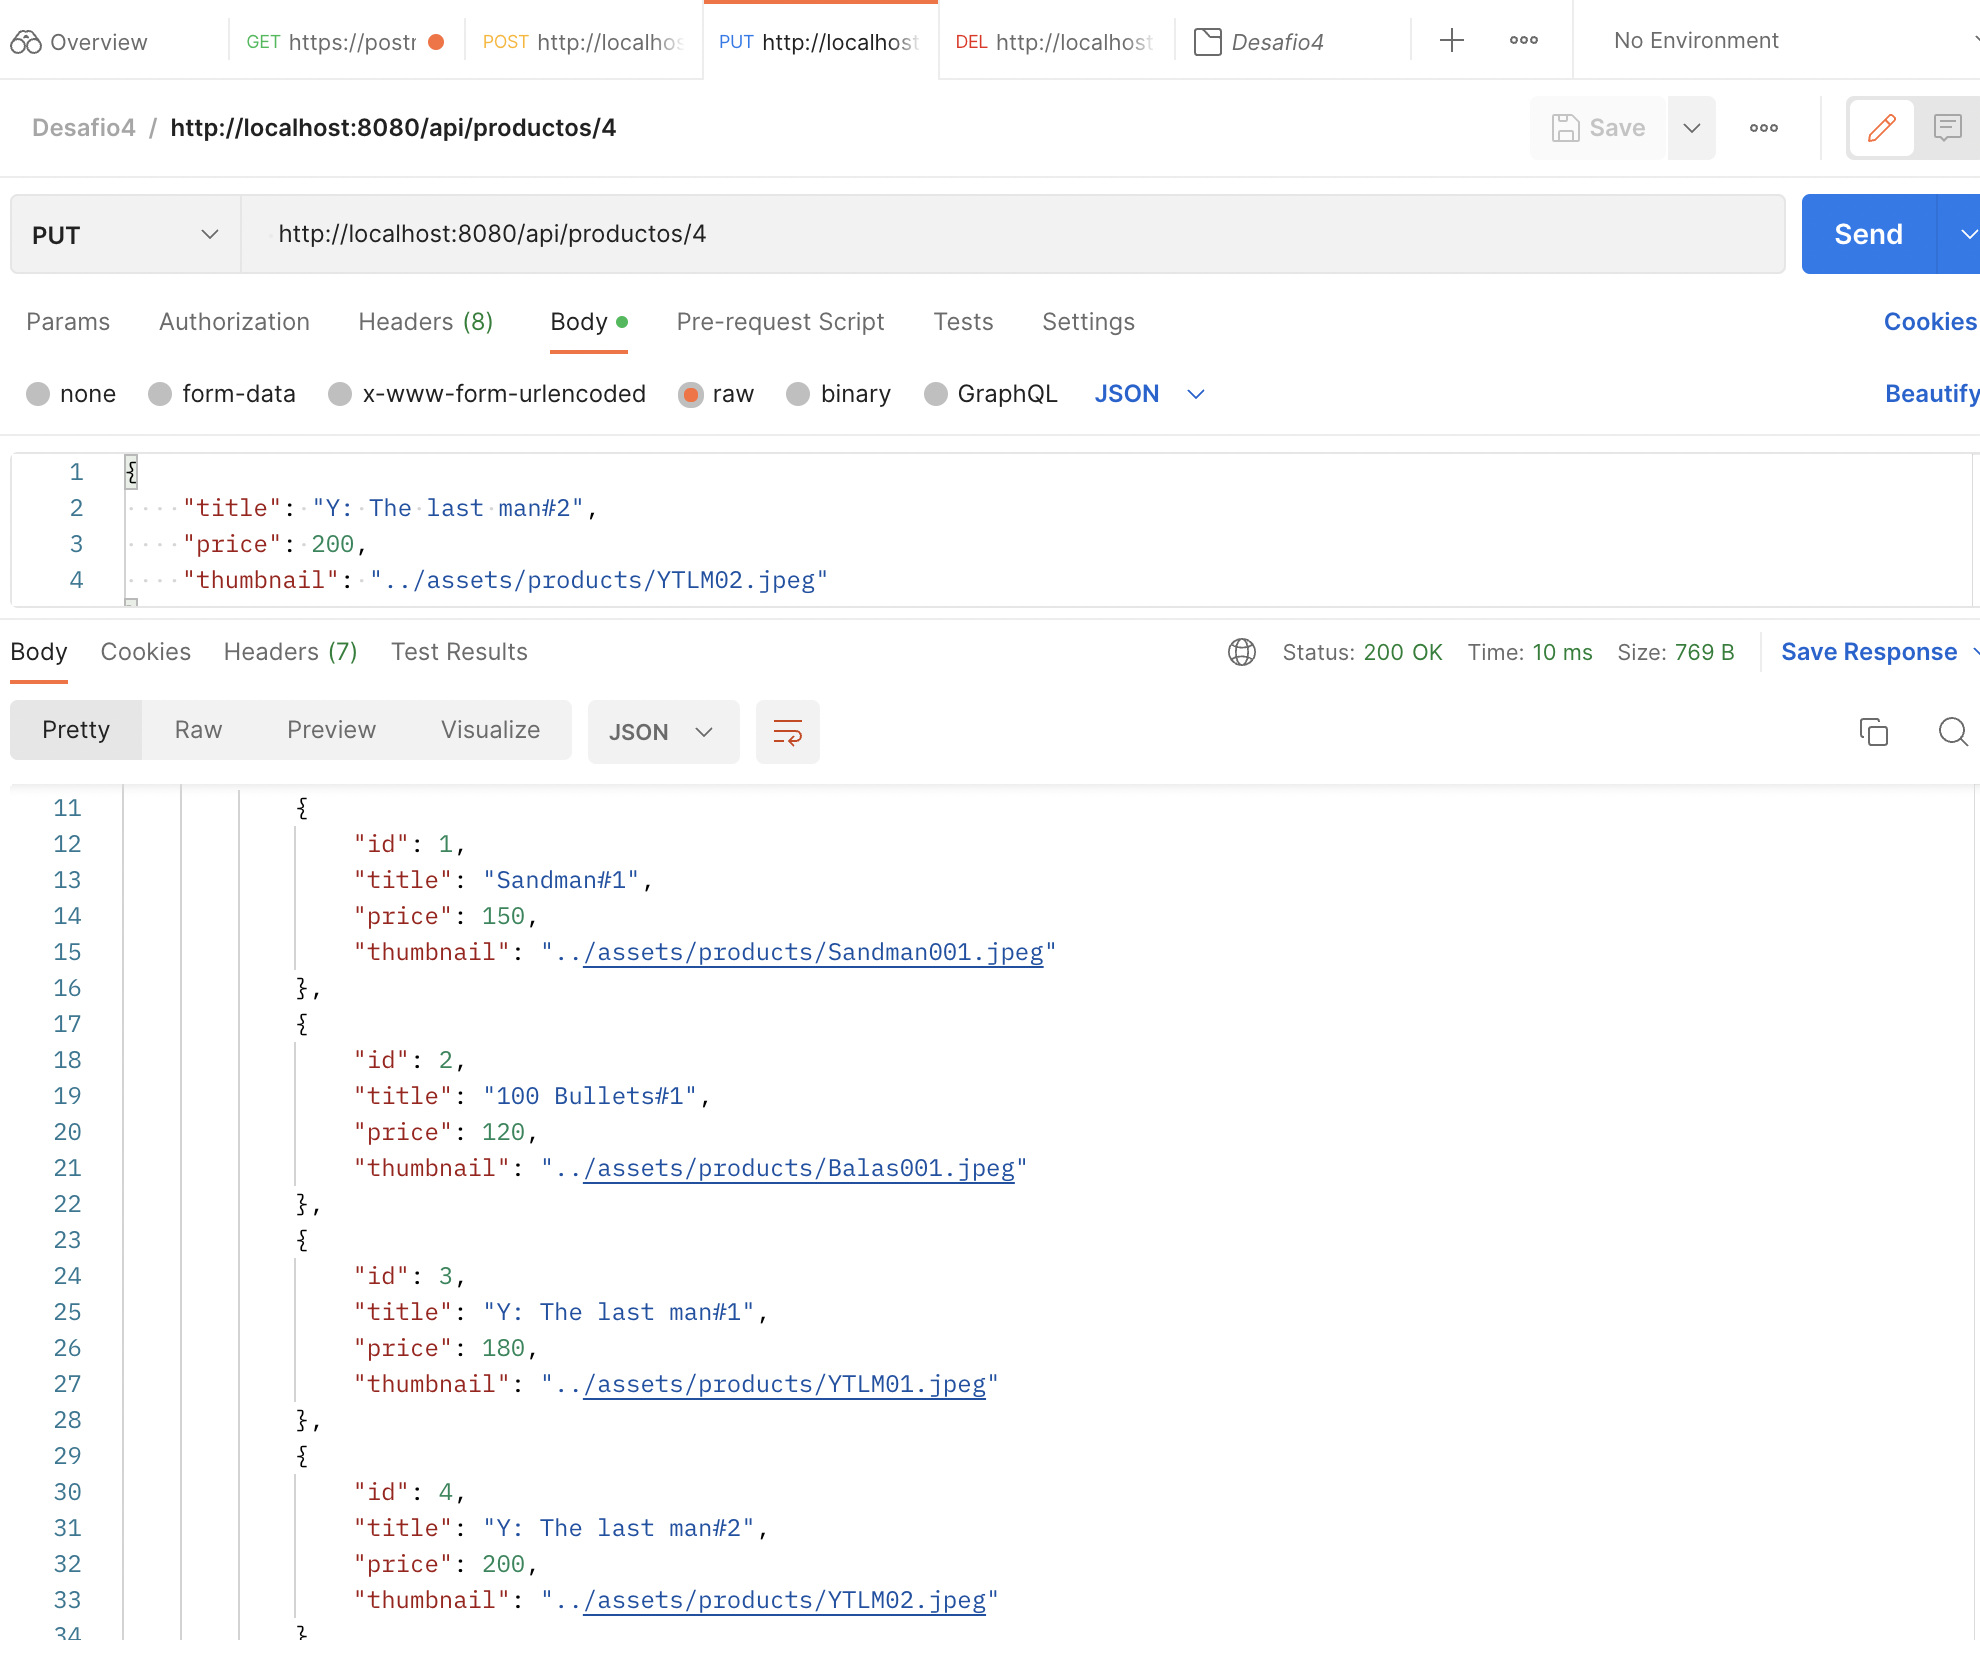 Overview GET https://postr POST http://localhos PUT http://localhost DEL http://localhost Desafio4 No Environment
Desafio4 / http://localhost:8080/api/productos/4 Save
PUT http://localhost:8080/api/productos/4 Send
Params Authorization Headers (8) Body Pre-request Script Tests Settings Cookies
none form-data x-www-form-urlencoded raw binary GraphQL JSON Beautify
1 {
2 "title": "Y: The last man#2",
3 "price": 200,
4 "thumbnail": "../assets/products/YTLM02.jpeg"
Body Cookies Headers (7) Test Results Status: 200 OK Time: 10 ms Size: 769 B Save Response
Pretty Raw Preview Visualize JSON
11 {
12 "id": 1,
13 "title": "Sandman#1",
14 "price": 150,
15 "thumbnail": "../assets/products/Sandman001.jpeg"
16 },
17 {
18 "id": 2,
19 "title": "100 Bullets#1",
20 "price": 120,
21 "thumbnail": "../assets/products/Balas001.jpeg"
22 },
23 {
24 "id": 3,
25 "title": "Y: The last man#1",
26 "price": 180,
27 "thumbnail": "../assets/products/YTLM01.jpeg"
28 },
29 {
30 "id": 4,
31 "title": "Y: The last man#2",
32 "price": 200,
33 "thumbnail": "../assets/products/YTLM02.jpeg"
34 }